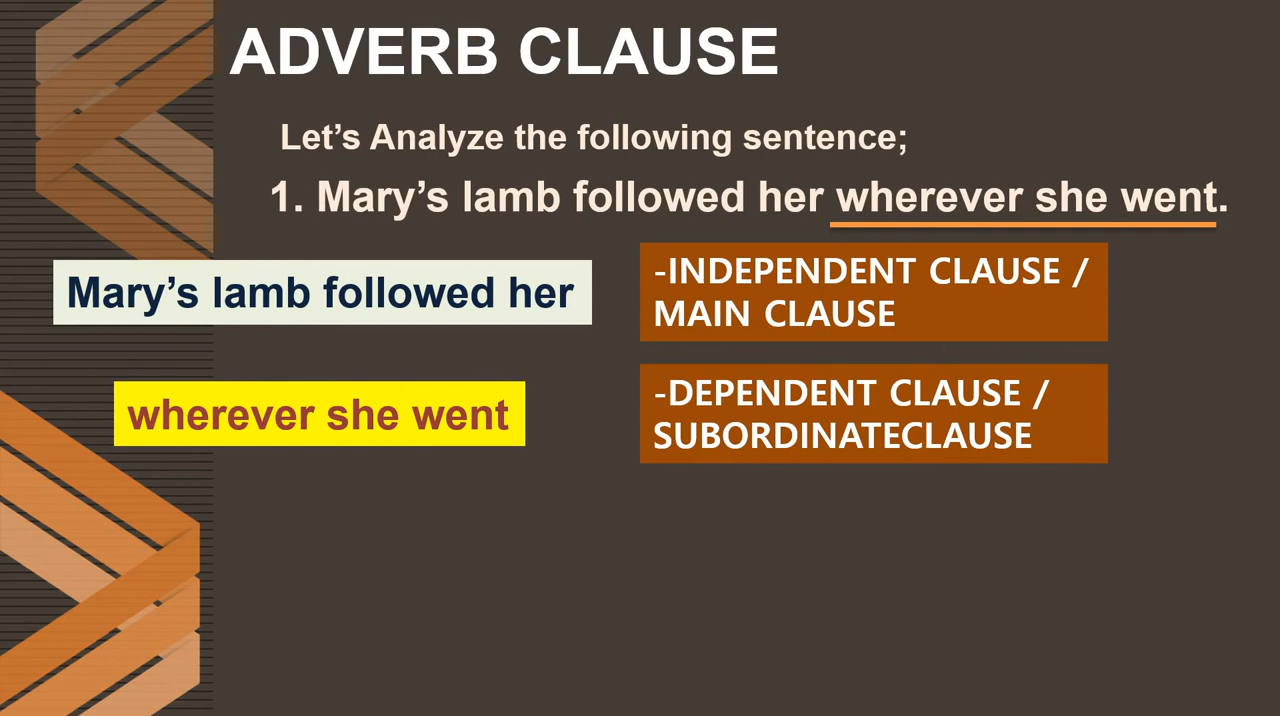 ADVERB CLAUSE
Let’s Analyze the following sentence;
1. Mary’s lamb followed her wherever she went.
Mary’s lamb followed her
-INDEPENDENT CLAUSE /
MAIN CLAUSE
wherever she went
-DEPENDENT CLAUSE /
SUBORDINATECLAUSE